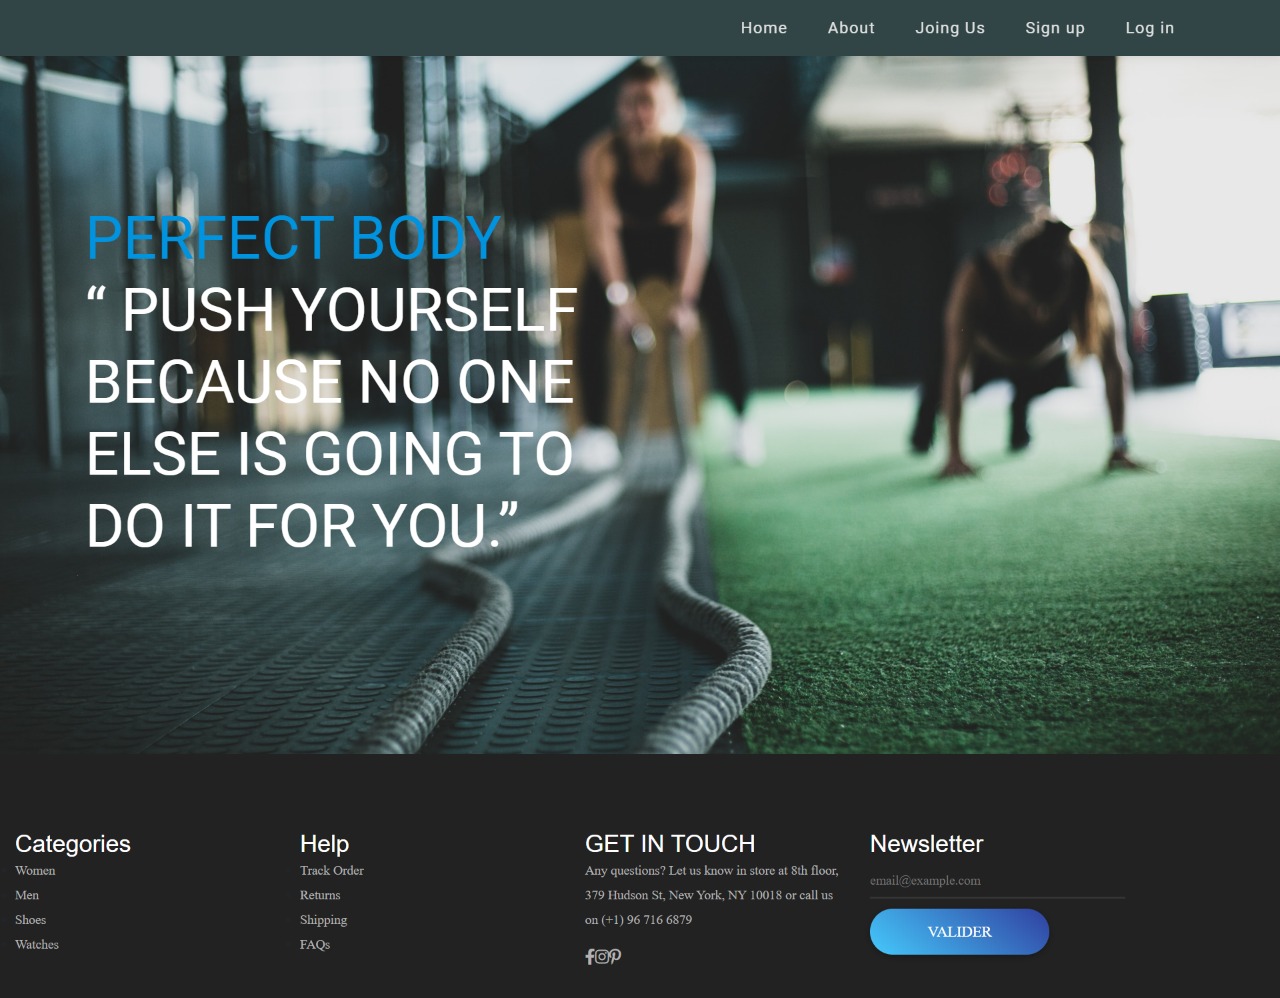 Home About Joing Us Sign up Log in
PERFECT BODY
“ PUSH YOURSELF
BECAUSE NO ONE
ELSE IS GOING TO
DO IT FOR YOU.”
Categories
Women
Men
Shoes
Watches
Help
Track Order
Returns
Shipping
FAQs
GET IN TOUCH
Any questions? Let us know in store at 8th floor,
379 Hudson St, New York, NY 10018 or call us
on (+1) 96 716 6879
Newsletter
email@example.com
VALIDER